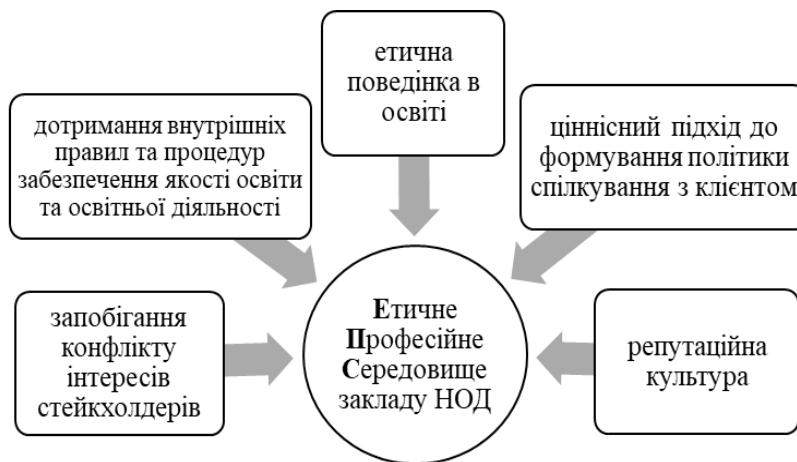 етична
поведінка в
освіті
дотримання внутрішніх
правил та процедур
забезпечення якості освіти
та освітньої діяльності
ціннісний підхід до
формування політики
спілкування з клієнтом
запобігання
конфлікту
інтересів
стейкхолдерів
Етичне
Професійне
Середовище
закладу НОД
репутаційна
культура